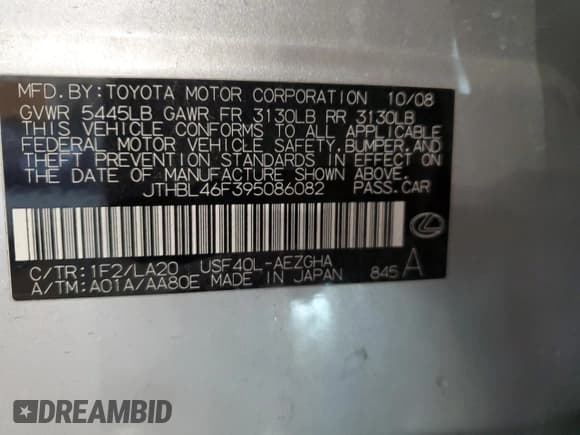 MFD.BY:TOYOTA MOTOR CORPORATION 10/08
GVWR 5445LB GAWR FR 3130LB RR 3130LB
THIS VEHICLE CONFORMS TO ALL APPLICABLE
FEDERAL MOTOR VEHICLE SAFETY,BUMPER,AND
THEFT PREVENTION STANDARDS IN EFFECT ON
THE DATE OF MANUFACTURE SHOWN ABOVE.
JTHBL46F395086082 PASS.CAR
C/TR:1F2/LA20 USF40L-AEZGHA
A/TM:A01A/AA80E MADE IN JAPAN 845 A
DREAMBID